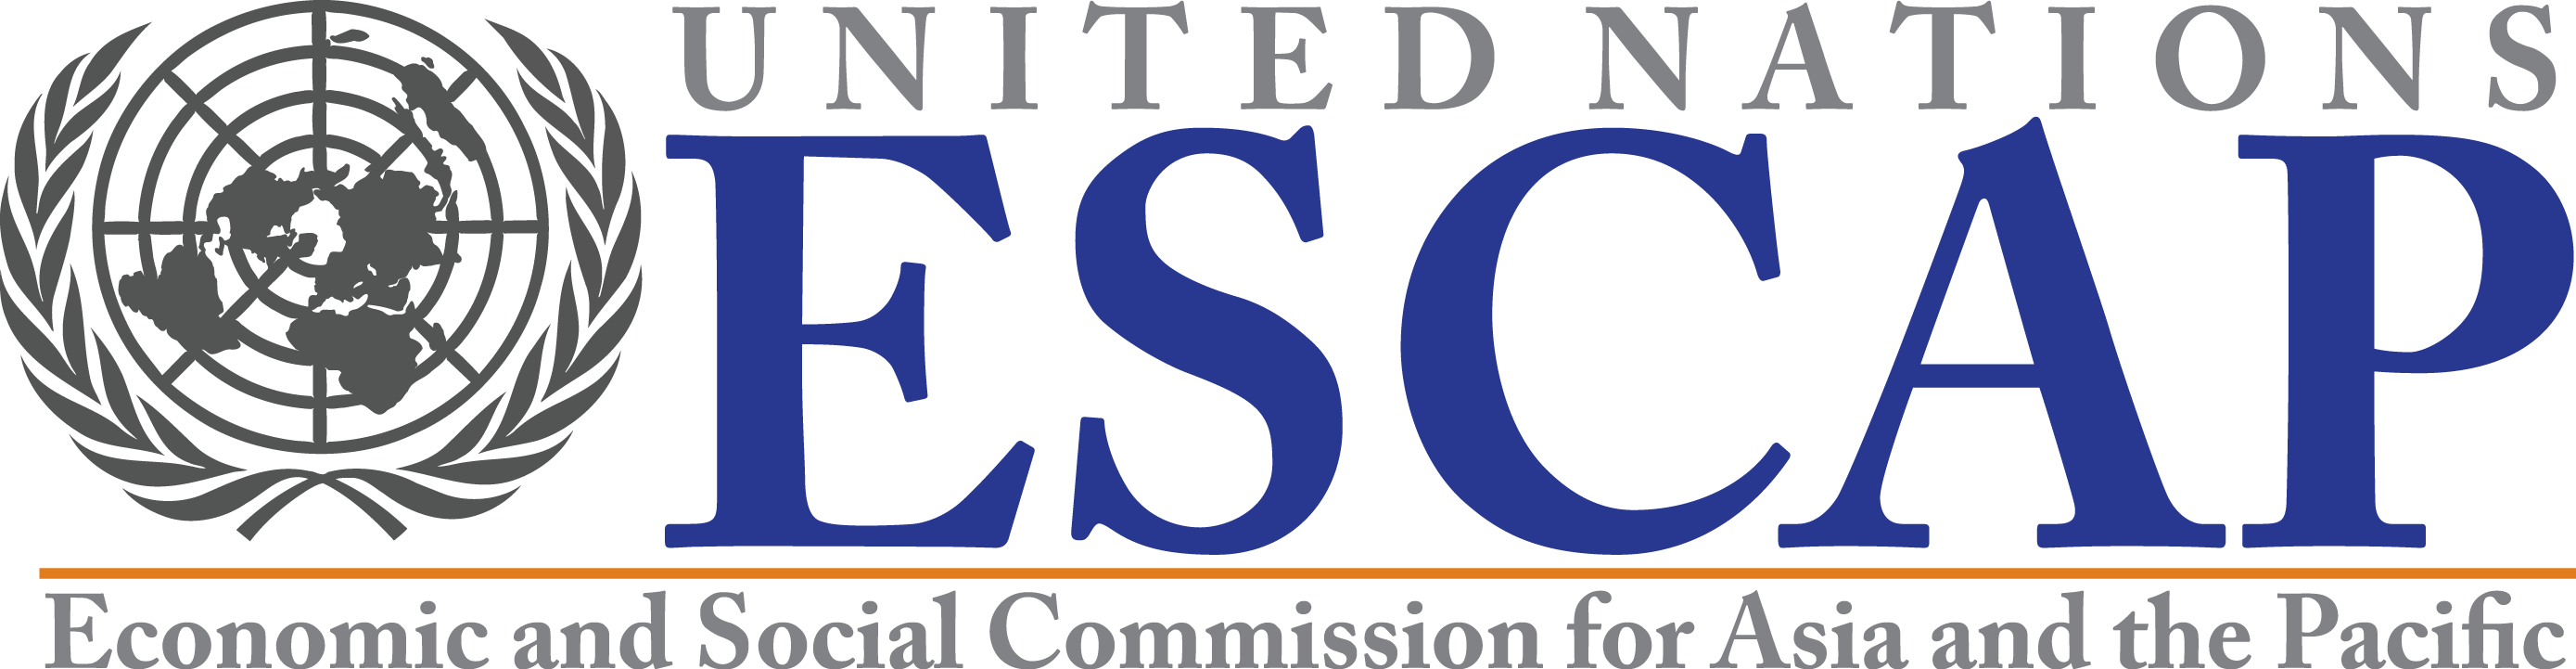 UNITED NATIONS
ESCAP
Economic and Social Commission for Asia and the Pacific